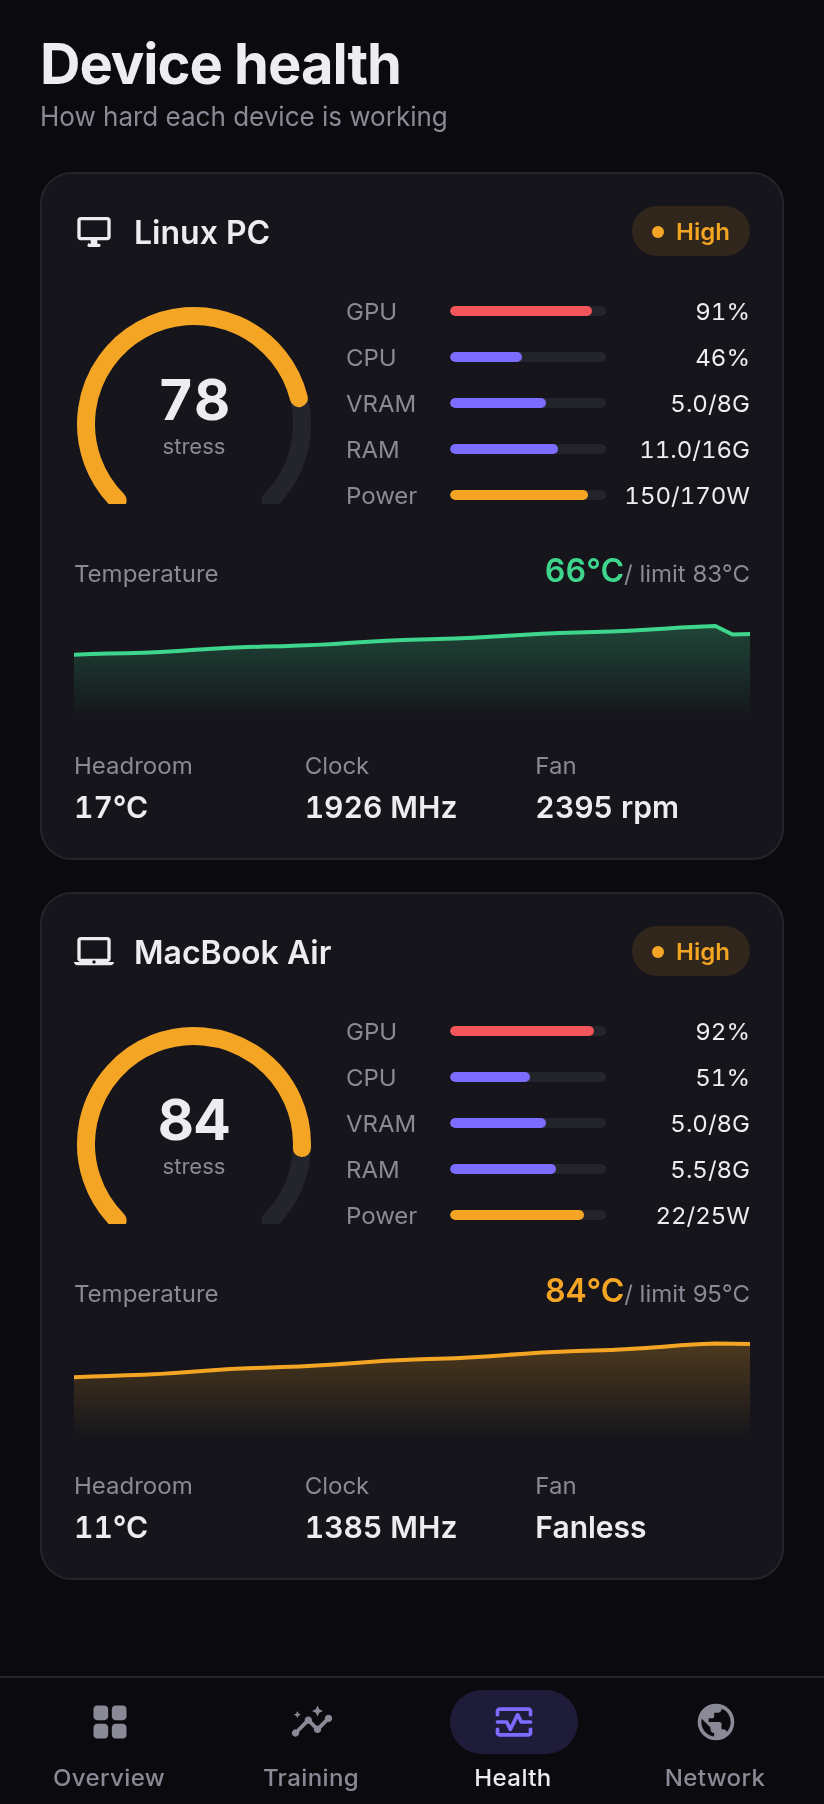 Device health
How hard each device is working
Linux PC
High
78
stress
GPU 91%
CPU 46%
VRAM 5.0/8G
RAM 11.0/16G
Power 150/170W
Temperature 66°C/ limit 83°C
Headroom Clock Fan
17°C 1926 MHz 2395 rpm
MacBook Air
High
84
stress
GPU 92%
CPU 51%
VRAM 5.0/8G
RAM 5.5/8G
Power 22/25W
Temperature 84°C/ limit 95°C
Headroom Clock Fan
11°C 1385 MHz Fanless
Overview Training Health Network